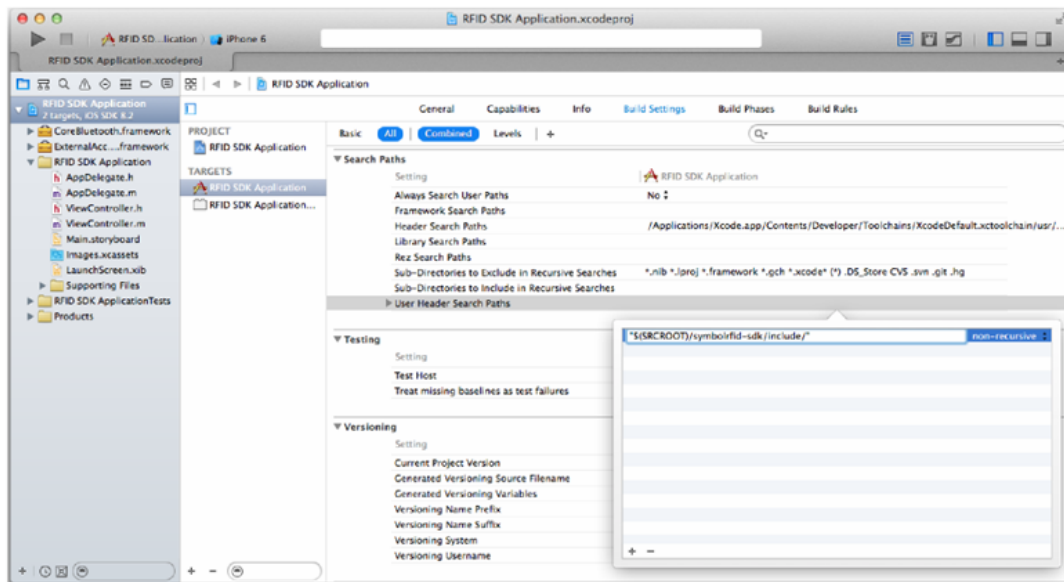 RFID SDK Application.xcodeproj
RFID SD...lication
iPhone 6
RFID SDK Application.xcodeproj
RFID SDK Application
RFID SDK Application
2 targets, iOS SDK 8.2
CoreBluetooth.framework
ExternalAcc....framework
RFID SDK Application
h AppDelegate.h
m AppDelegate.m
h ViewController.h
m ViewController.m
Main.storyboard
Images.xcassets
LaunchScreen.xib
Supporting Files
RFID SDK ApplicationTests
Products
PROJECT
RFID SDK Application
TARGETS
RFID SDK Application
RFID SDK Application...
General Capabilities Info Build Settings Build Phases Build Rules
Basic All Combined Levels +
Search Paths
Setting RFID SDK Application
Always Search User Paths No
Framework Search Paths
Header Search Paths /Applications/Xcode.app/Contents/Developer/Toolchains/XcodeDefault.xctoolchain/usr/...
Library Search Paths
Rez Search Paths
Sub-Directories to Exclude in Recursive Searches *.nib *.lproj *.framework *.gch *.xcode* (*) .DS_Store CVS .svn .git .hg
Sub-Directories to Include in Recursive Searches
User Header Search Paths
"$(SRCROOT)/symbolrfid-sdk/include/" non-recursive
Testing
Setting
Test Host
Treat missing baselines as test failures
Versioning
Setting
Current Project Version
Generated Versioning Source Filename
Generated Versioning Variables
Versioning Name Prefix
Versioning Name Suffix
Versioning System
Versioning Username